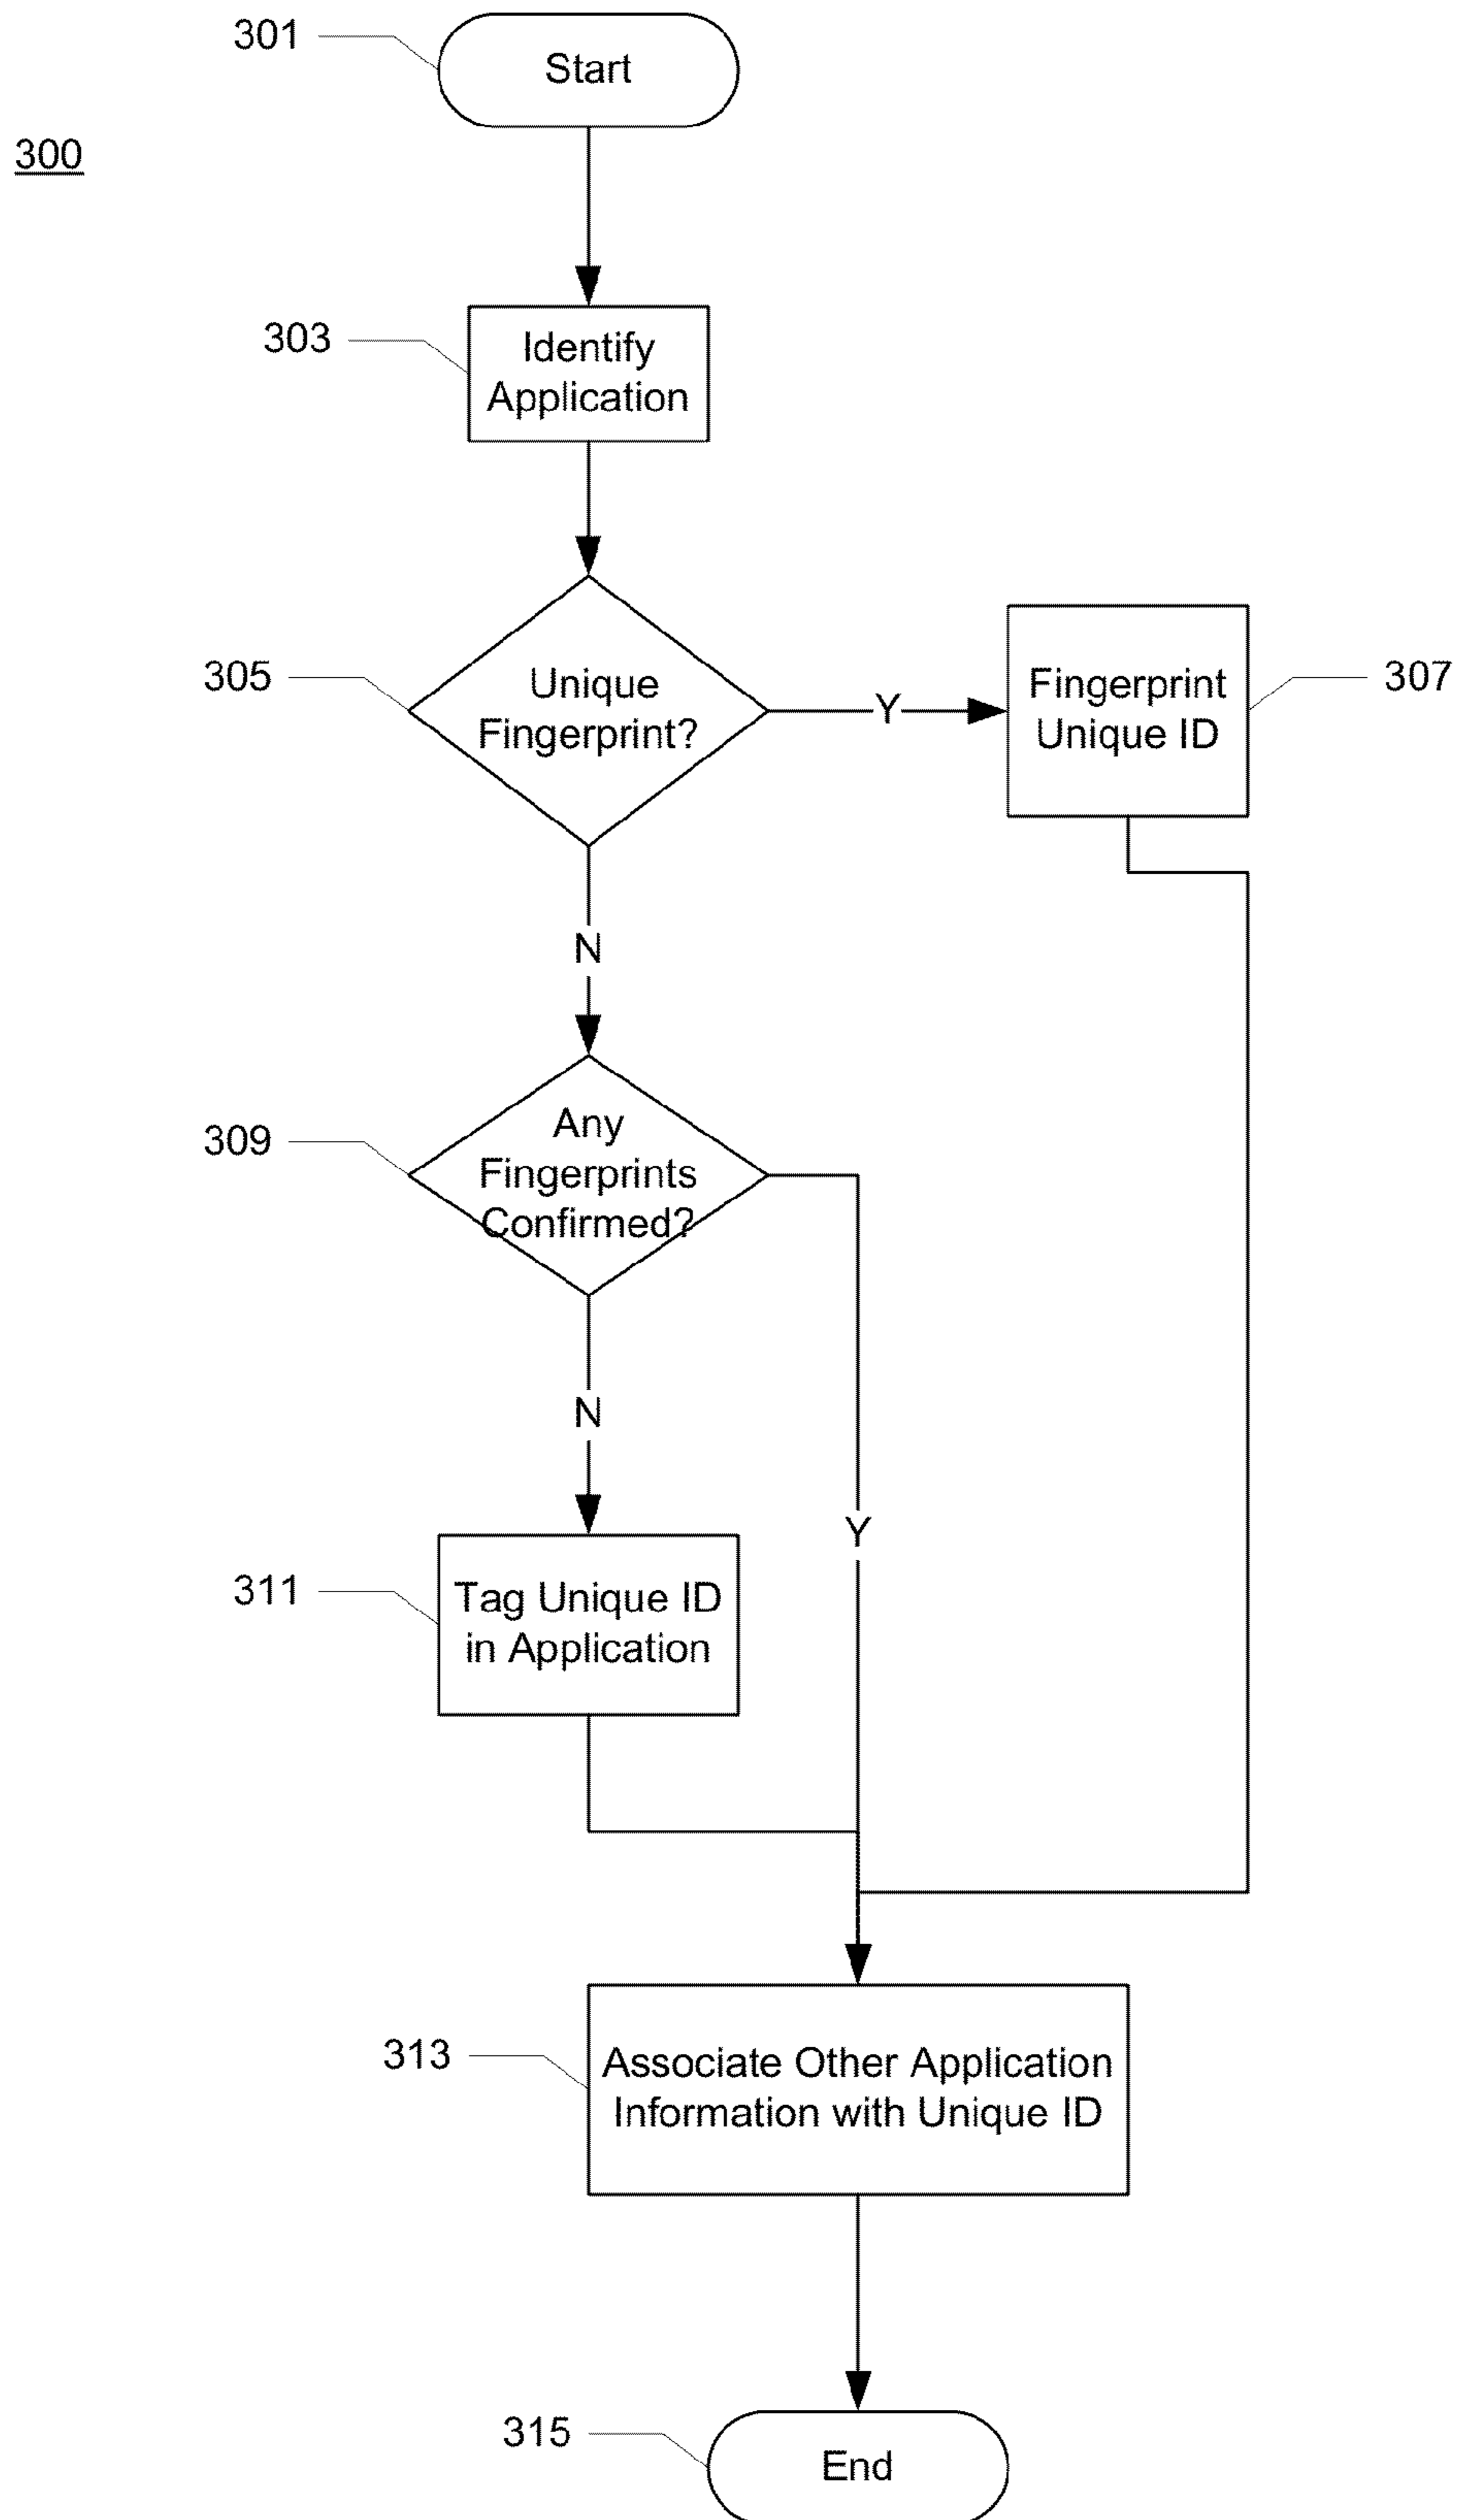 301
Start
300
303
Identify
Application
305
Unique
Fingerprint?
Y
Fingerprint
Unique ID
307
N
309
Any
Fingerprints
Confirmed?
N
Y
311
Tag Unique ID
in Application
313
Associate Other Application
Information with Unique ID
315
End